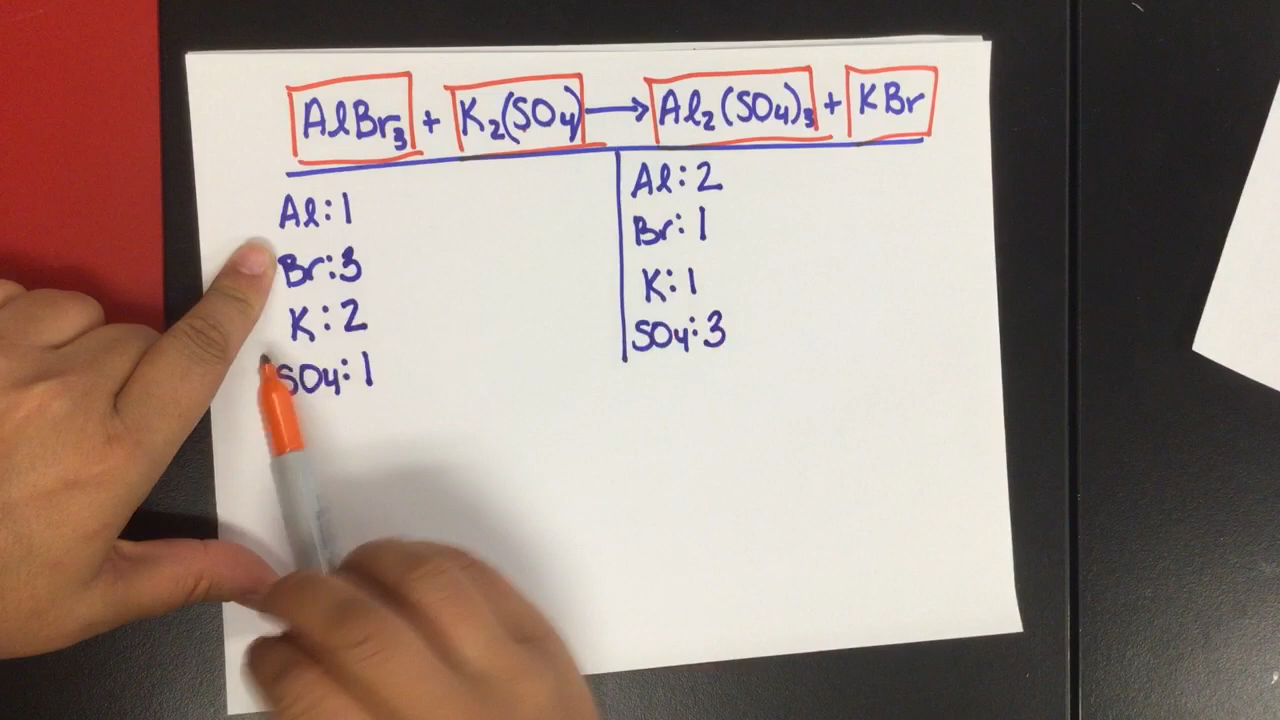 AlBr₃ + K₂(SO₄) → Al₂(SO₄)₃ + KBr
Al: 1
Br: 3
K: 2
SO₄: 1
Al: 2
Br: 1
K: 1
SO₄: 3